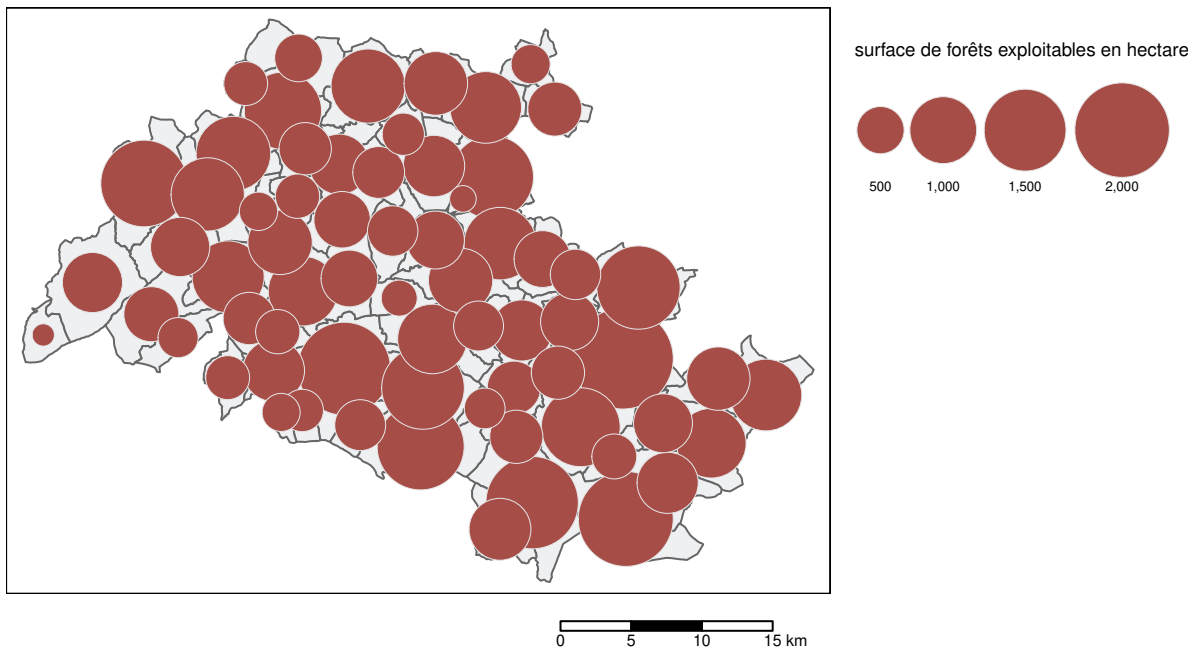 surface de forêts exploitables en hectare
500 1,000 1,500 2,000
0 5 10 15 km